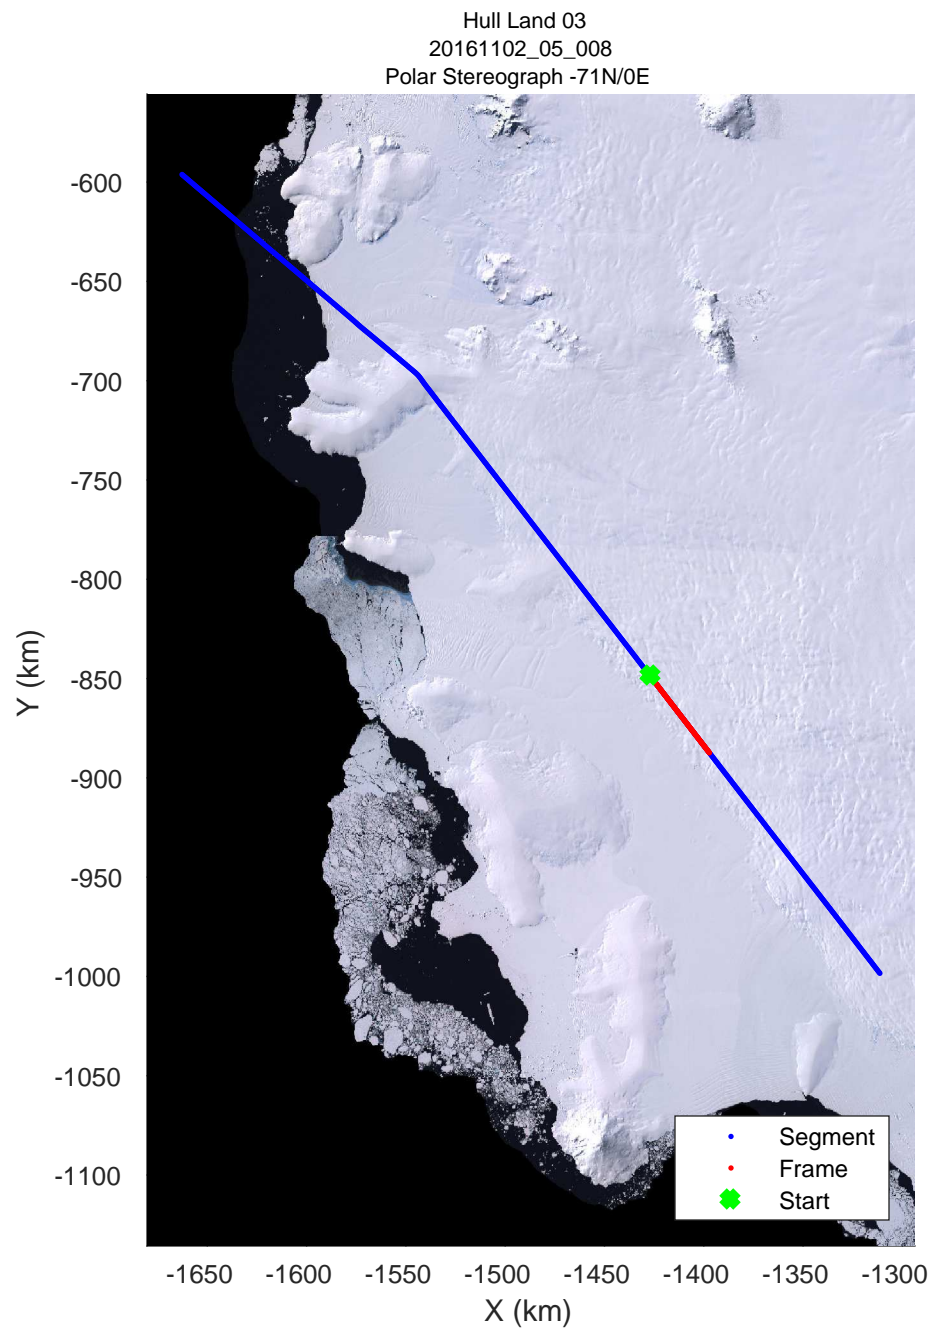 Hull Land 03
20161102_05_008
Polar Stereograph -71N/0E
-600
-650
-700
-750
-800
-850
-900
-950
-1000
-1050
-1100
Y (km)
Segment
Frame
Start
-1650 -1600 -1550 -1500 -1450 -1400 -1350 -1300
X (km)